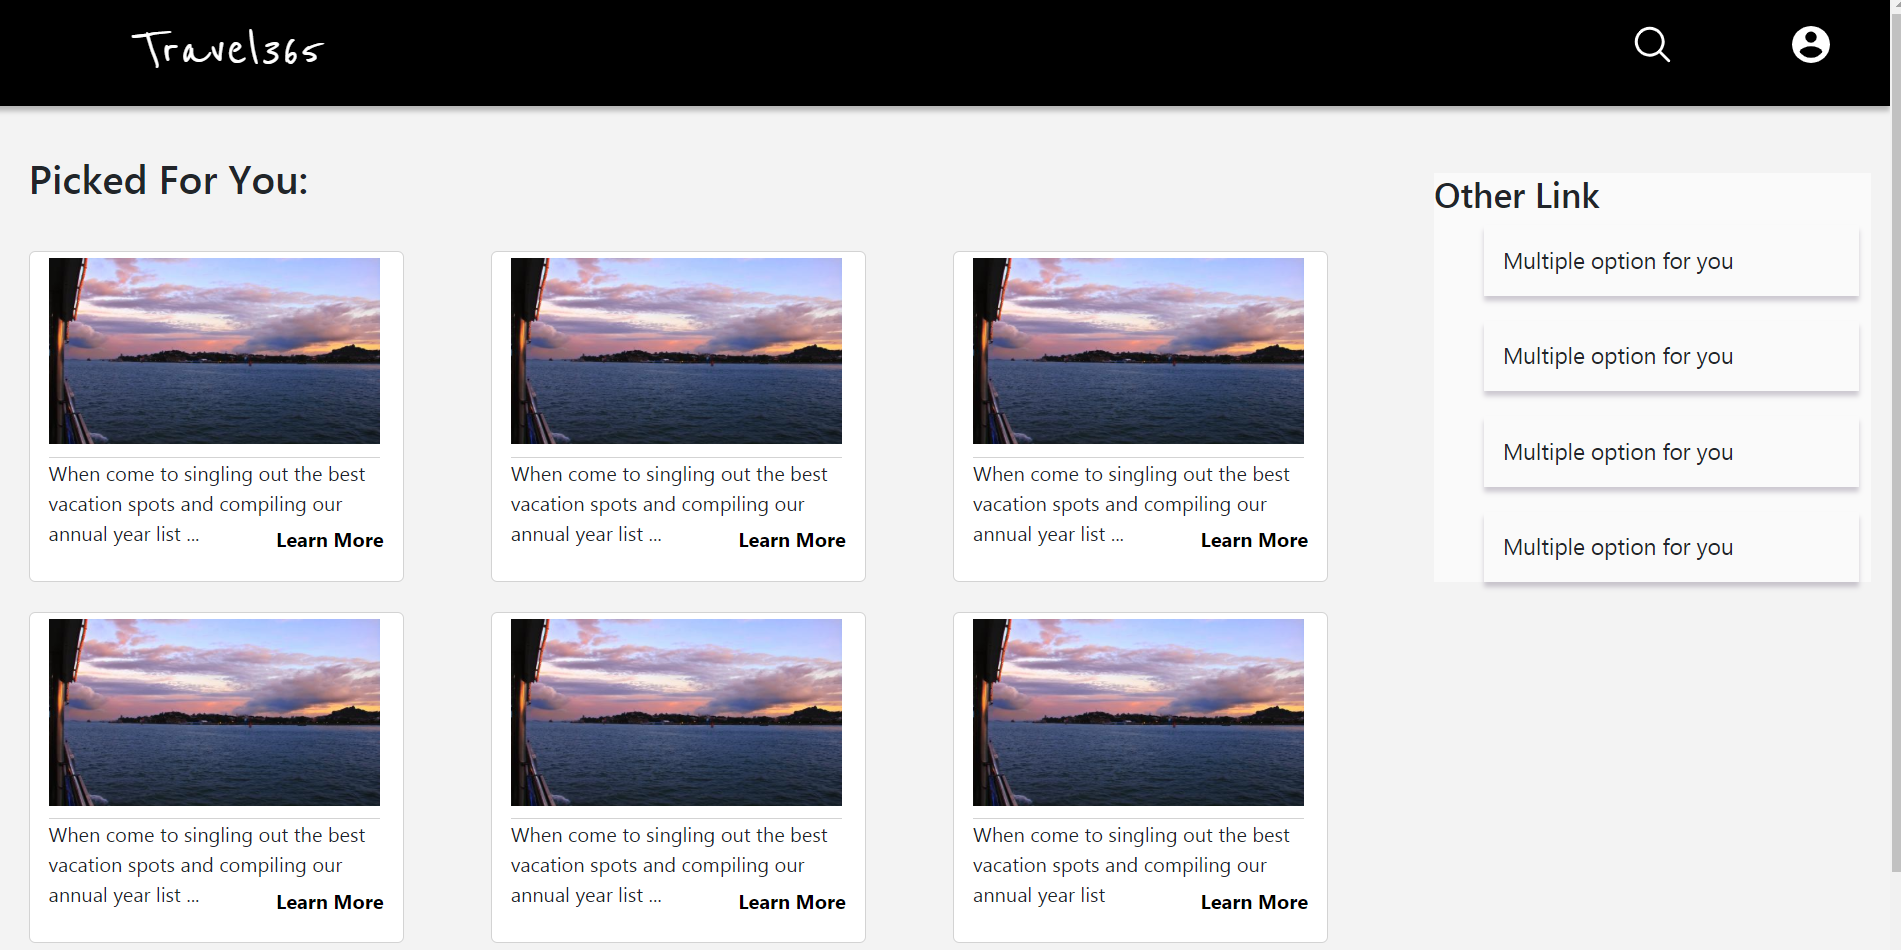 Travel365
Picked For You:
When come to singling out the best
vacation spots and compiling our
annual year list ...
Learn More
When come to singling out the best
vacation spots and compiling our
annual year list ...
Learn More
When come to singling out the best
vacation spots and compiling our
annual year list ...
Learn More
When come to singling out the best
vacation spots and compiling our
annual year list ...
Learn More
When come to singling out the best
vacation spots and compiling our
annual year list ...
Learn More
When come to singling out the best
vacation spots and compiling our
annual year list
Learn More
Other Link
Multiple option for you
Multiple option for you
Multiple option for you
Multiple option for you